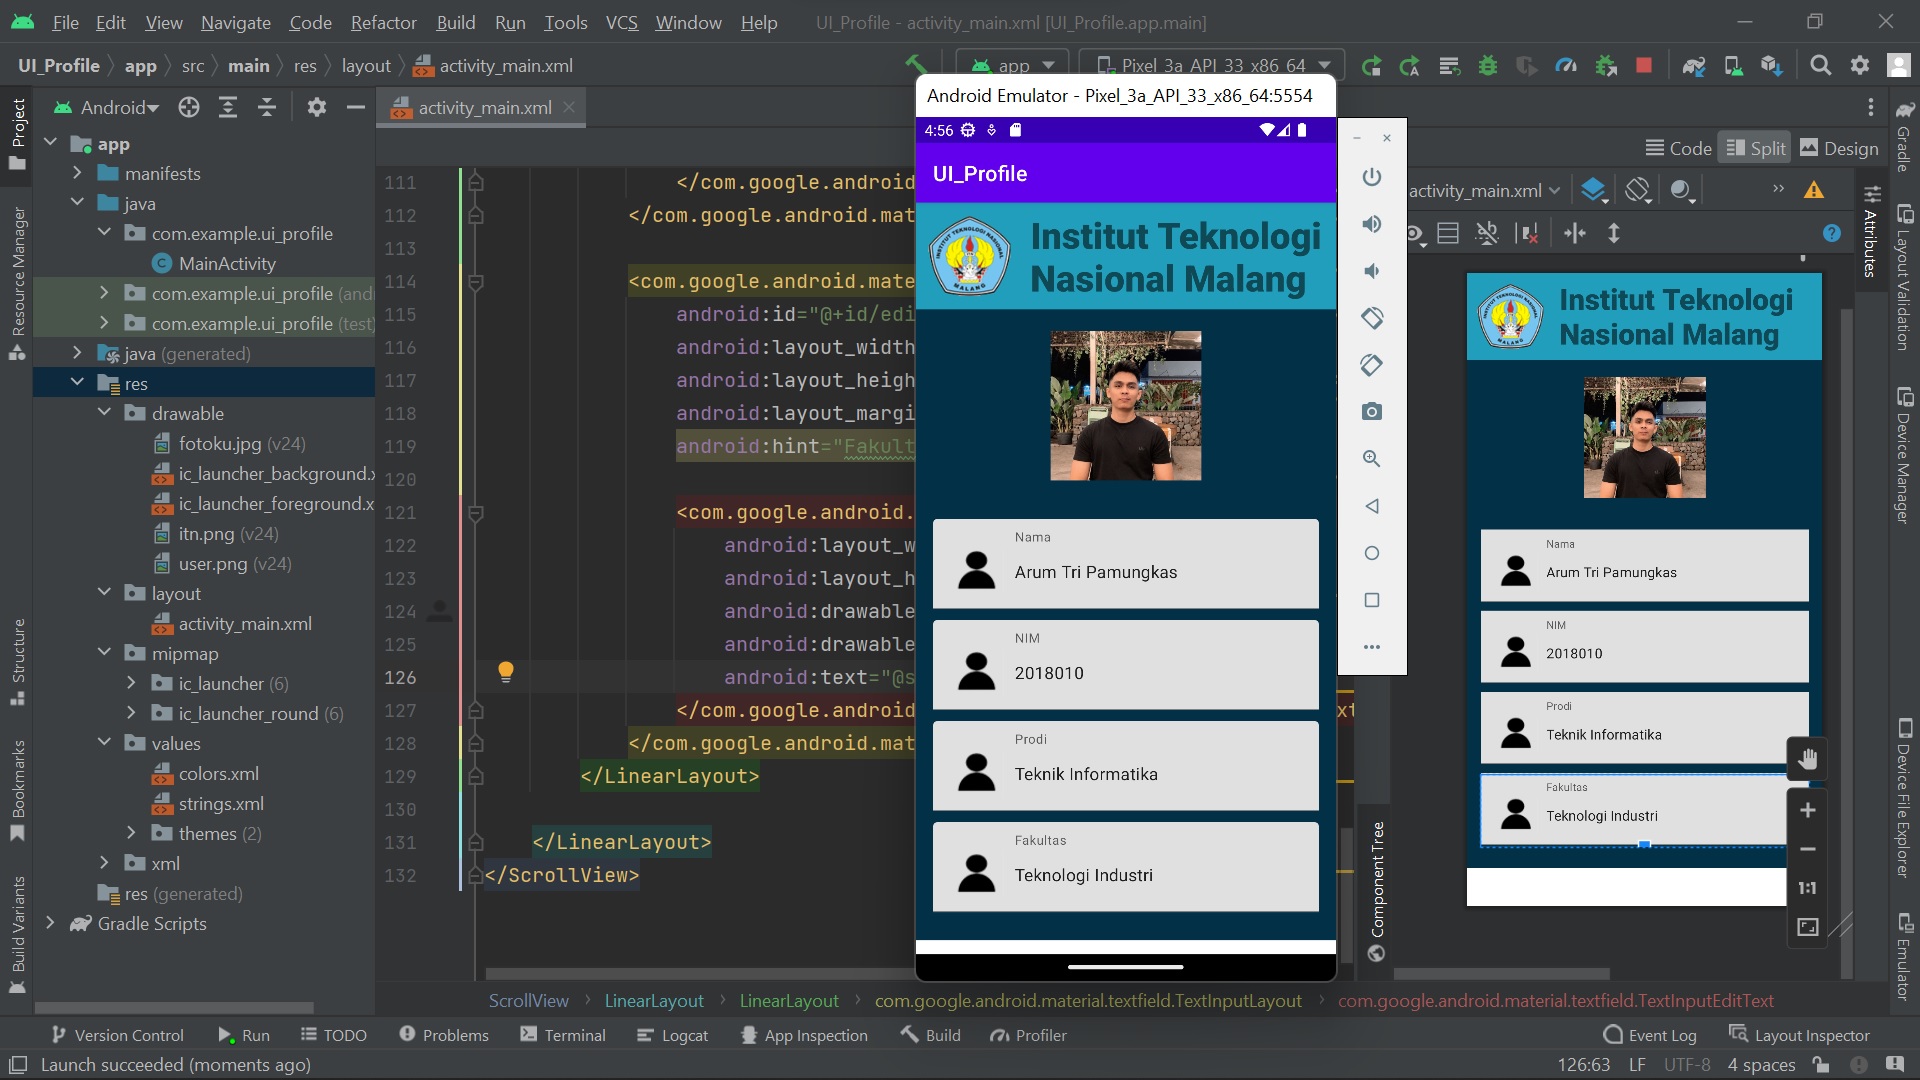 File Edit View Navigate Code Refactor Build Run Tools VCS Window Help UI_Profile - activity_main.xml [UI_Profile.app.main]
UI_Profile app src main res layout activity_main.xml
app Pixel_3a_API_33_x86_64
Project
Resource Manager
Structure
Bookmarks
Build Variants
Android
app
manifests
java
com.example.ui_profile
MainActivity
com.example.ui_profile (and
com.example.ui_profile (test)
java (generated)
res
drawable
fotoku.jpg (v24)
ic_launcher_background.x
ic_launcher_foreground.x
itn.png (v24)
user.png (v24)
layout
activity_main.xml
mipmap
ic_launcher (6)
ic_launcher_round (6)
values
colors.xml
strings.xml
themes (2)
xml
res (generated)
Gradle Scripts
activity_main.xml
111 </com.google.android
112 </com.google.android.mat
113
114 <com.google.android.mate
115 android:id="@+id/edi
116 android:layout_width
117 android:layout_heigh
118 android:layout_margi
119 android:hint="Fakult
120
121 <com.google.android.
122 android:layout_w
123 android:layout_h
124 android:drawable
125 android:drawable
126 android:text="@s
127 </com.google.android
128 </com.google.android.mat
129 </LinearLayout>
130
131 </LinearLayout>
132 </ScrollView>
Android Emulator - Pixel_3a_API_33_x86_64:5554
4:56
UI_Profile
INSTITUT TEKNOLOGI NASIONAL
MALANG
Institut Teknologi
Nasional Malang
Nama
Arum Tri Pamungkas
NIM
2018010
Prodi
Teknik Informatika
Fakultas
Teknologi Industri
xt
Code Split Design
activity_main.xml
Institut Teknologi
Nasional Malang
Nama
Arum Tri Pamungkas
NIM
2018010
Prodi
Teknik Informatika
Fakultas
Teknologi Industri
1:1
Component Tree
Attributes
Gradle
Layout Validation
Device Manager
Device File Explorer
Emulator
ScrollView LinearLayout LinearLayout com.google.android.material.textfield.TextInputLayout com.google.android.material.textfield.TextInputEditText
Version Control Run TODO Problems Terminal Logcat App Inspection Build Profiler Event Log Layout Inspector
Launch succeeded (moments ago) 126:63 LF UTF-8 4 spaces